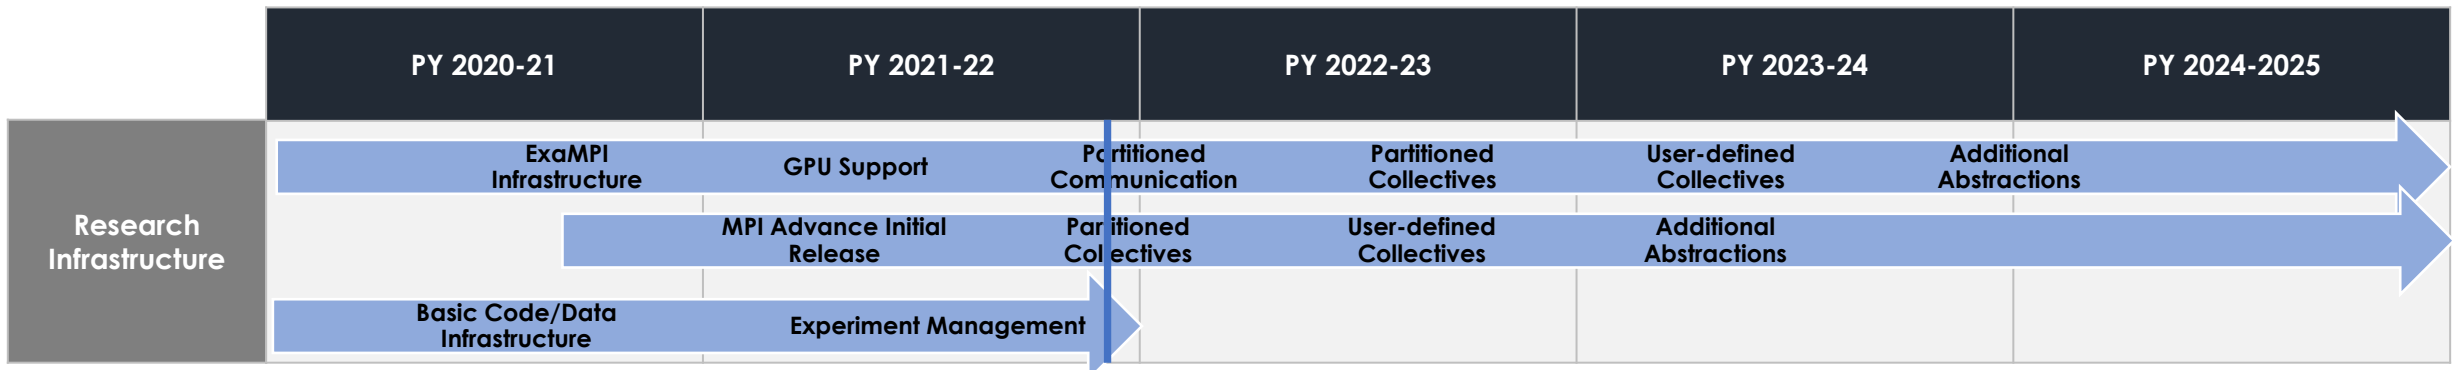 PY 2020-21
PY 2021-22
PY 2022-23
PY 2023-24
PY 2024-2025
Research
Infrastructure
ExaMPI
Infrastructure
GPU Support
Partitioned
Communication
Partitioned
Collectives
User-defined
Collectives
Additional
Abstractions
MPI Advance Initial
Release
Partitioned
Collectives
User-defined
Collectives
Additional
Abstractions
Basic Code/Data
Infrastructure
Experiment Management